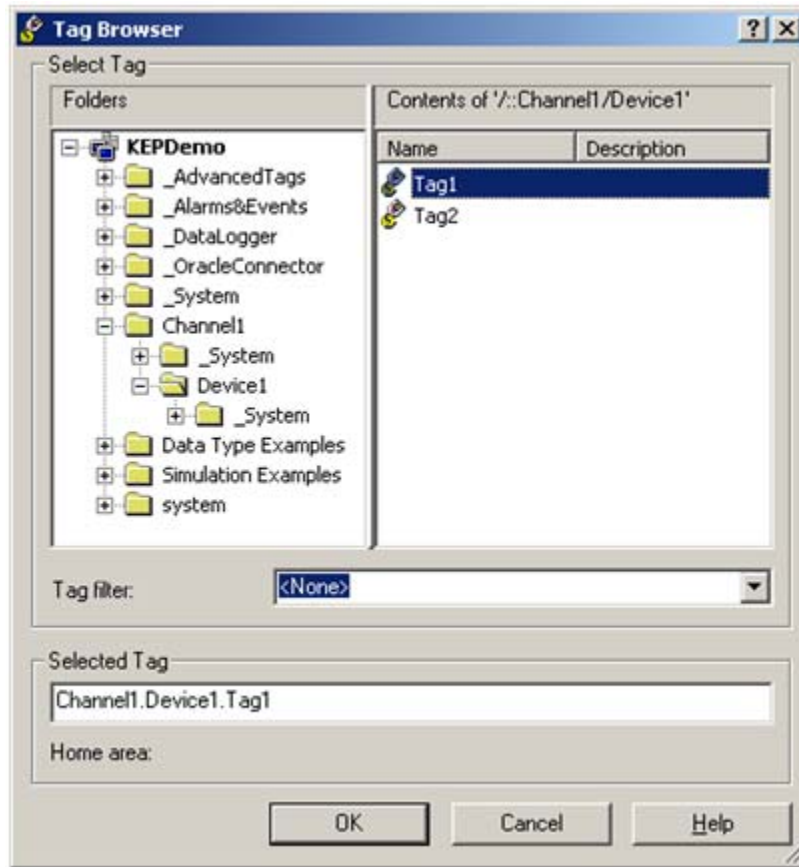 Tag Browser
Select Tag
Folders
Contents of '/::Channel1/Device1'
KEPDemo
_AdvancedTags
_Alarms&Events
_DataLogger
_OracleConnector
_System
Channel1
_System
Device1
_System
Data Type Examples
Simulation Examples
system
Name Description
Tag1
Tag2
Tag filter: <None>
Selected Tag
Channel1.Device1.Tag1
Home area:
OK Cancel Help